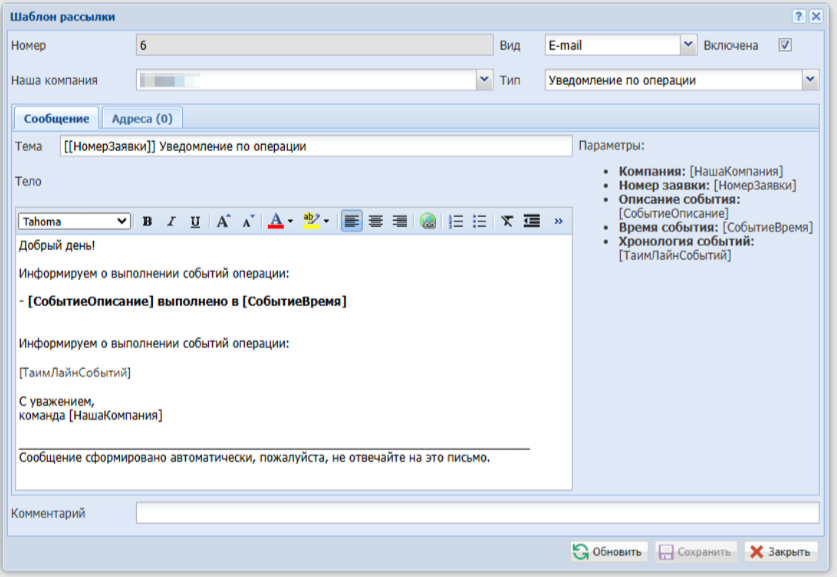 Шаблон рассылки
Номер 6 Вид E-mail Включена
Наша компания Тип Уведомление по операции
Сообщение Адреса (0)
Тема [[НомерЗаявки]] Уведомление по операции
Параметры:
• Компания: [НашаКомпания]
• Номер заявки: [НомерЗаявки]
• Описание события:
[СобытиеОписание]
• Время события: [СобытиеВремя]
• Хронология событий:
[ТаимЛайнСобытий]
Тело
Tahoma B I U A A A ab »
Добрый день!
Информируем о выполнении событий операции:
- [СобытиеОписание] выполнено в [СобытиеВремя]
Информируем о выполнении событий операции:
[ТаимЛайнСобытий]
С уважением,
команда [НашаКомпания]
Сообщение сформировано автоматически, пожалуйста, не отвечайте на это письмо.
Комментарий
Обновить Сохранить Закрыть